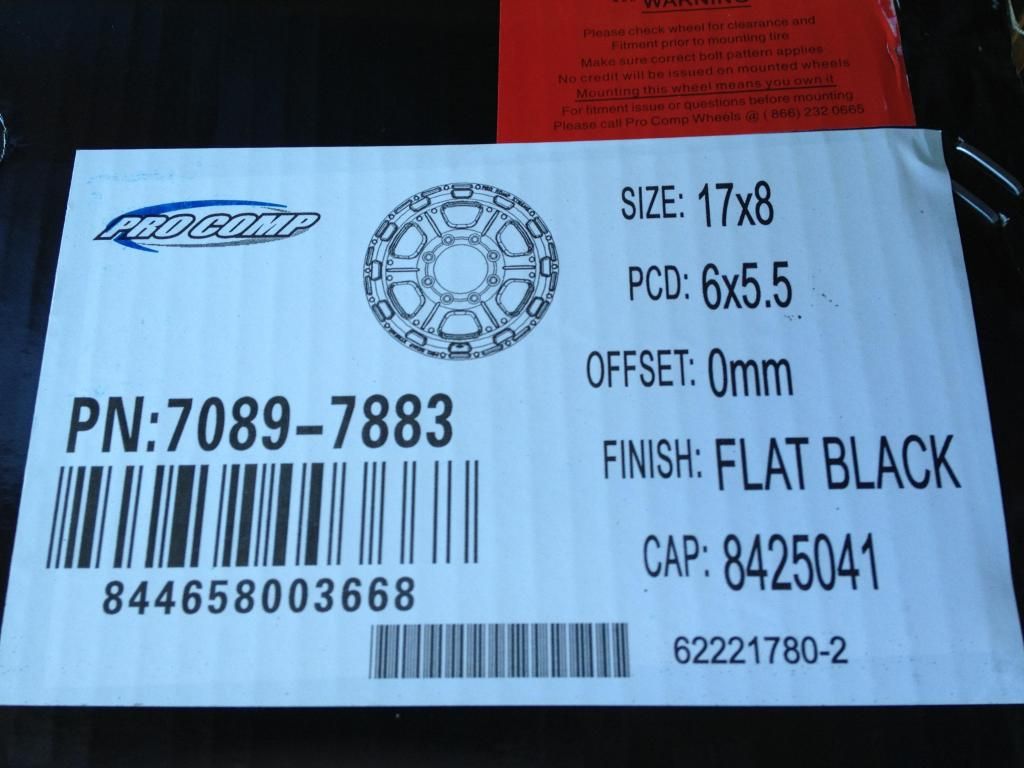 *** WARNING
Please check wheel for clearance and
Fitment prior to mounting tire
Make sure correct bolt pattern applies
No credit will be issued on mounted wheels
Mounting this wheel means you own it
For fitment issue or questions before mounting
Please call Pro Comp Wheels @ ( 866) 232 0665
PRO COMP
SIZE: 17x8
PCD: 6x5.5
OFFSET: 0mm
PN:7089-7883
FINISH: FLAT BLACK
CAP: 8425041
844658003668
62221780-2